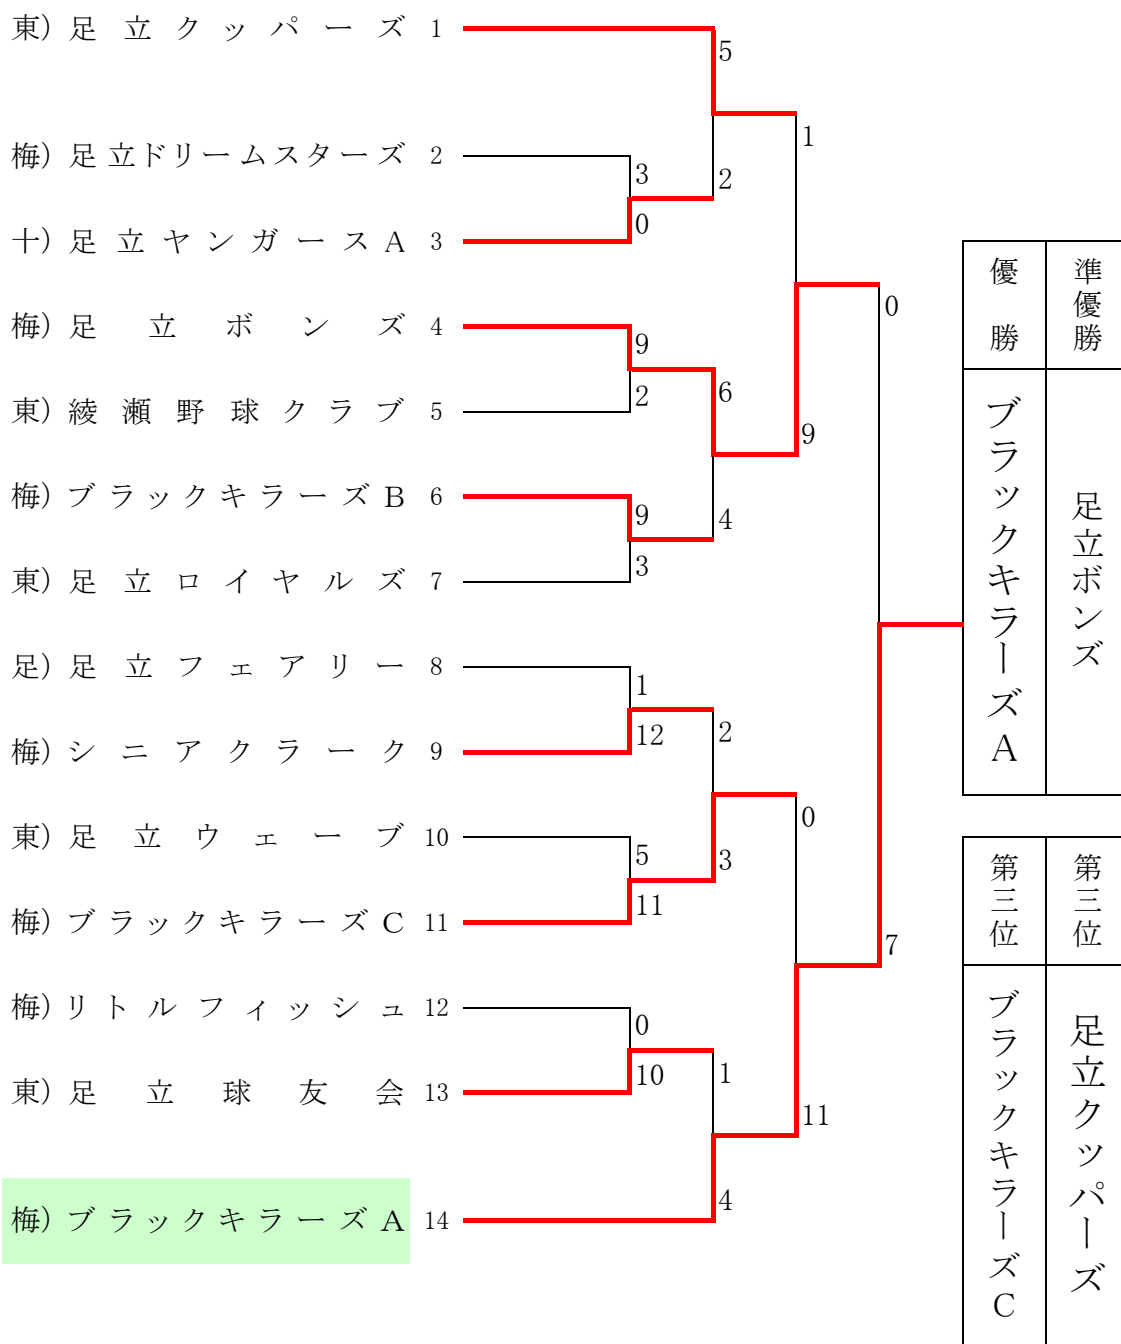 東）足立クッパーズ 1
梅）足立ドリームスターズ 2
十）足立ヤンガースA 3
梅）足立ボンズ 4
東）綾瀬野球クラブ 5
梅）ブラックキラーズB 6
東）足立ロイヤルズ 7
足）足立フェアリー 8
梅）シニアクラーク 9
東）足立ウェーブ 10
梅）ブラックキラーズC 11
梅）リトルフィッシュ 12
東）足立球友会 13
梅）ブラックキラーズA 14
3
0
9
2
9
3
1
12
5
11
0
10
5
2
6
4
2
3
1
4
1
9
0
11
0
7
優勝
ブラックキラーズA
準優勝
足立ボンズ
第三位
ブラックキラーズC
第三位
足立クッパーズ